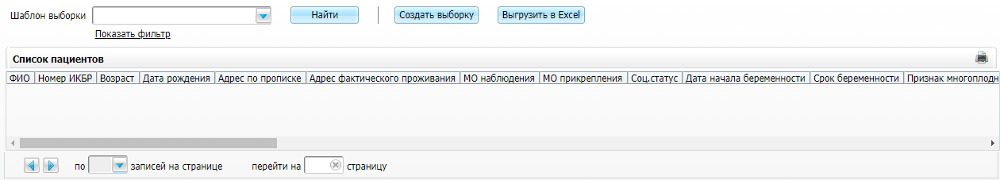 Шаблон выборки Найти Создать выборку Выгрузить в Excel
Показать фильтр
Список пациентов
ФИО Номер ИКБР Возраст Дата рождения Адрес по прописке Адрес фактического проживания МО наблюдения МО прикрепления Соц.статус Дата начала беременности Срок беременности Признак многоплодн
по записей на странице перейти на страницу